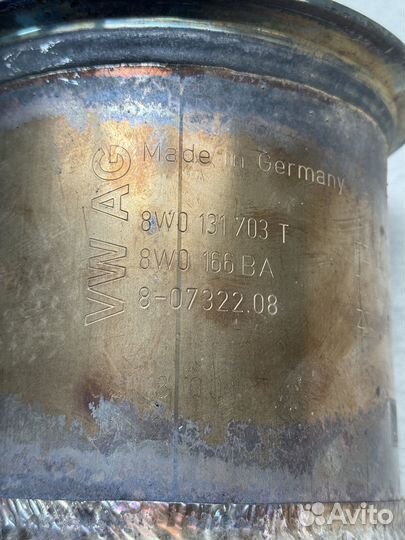 VW AG
Made in Germany
8W0 131 703 T
8W0 166 BA
8-07322.08
Avito